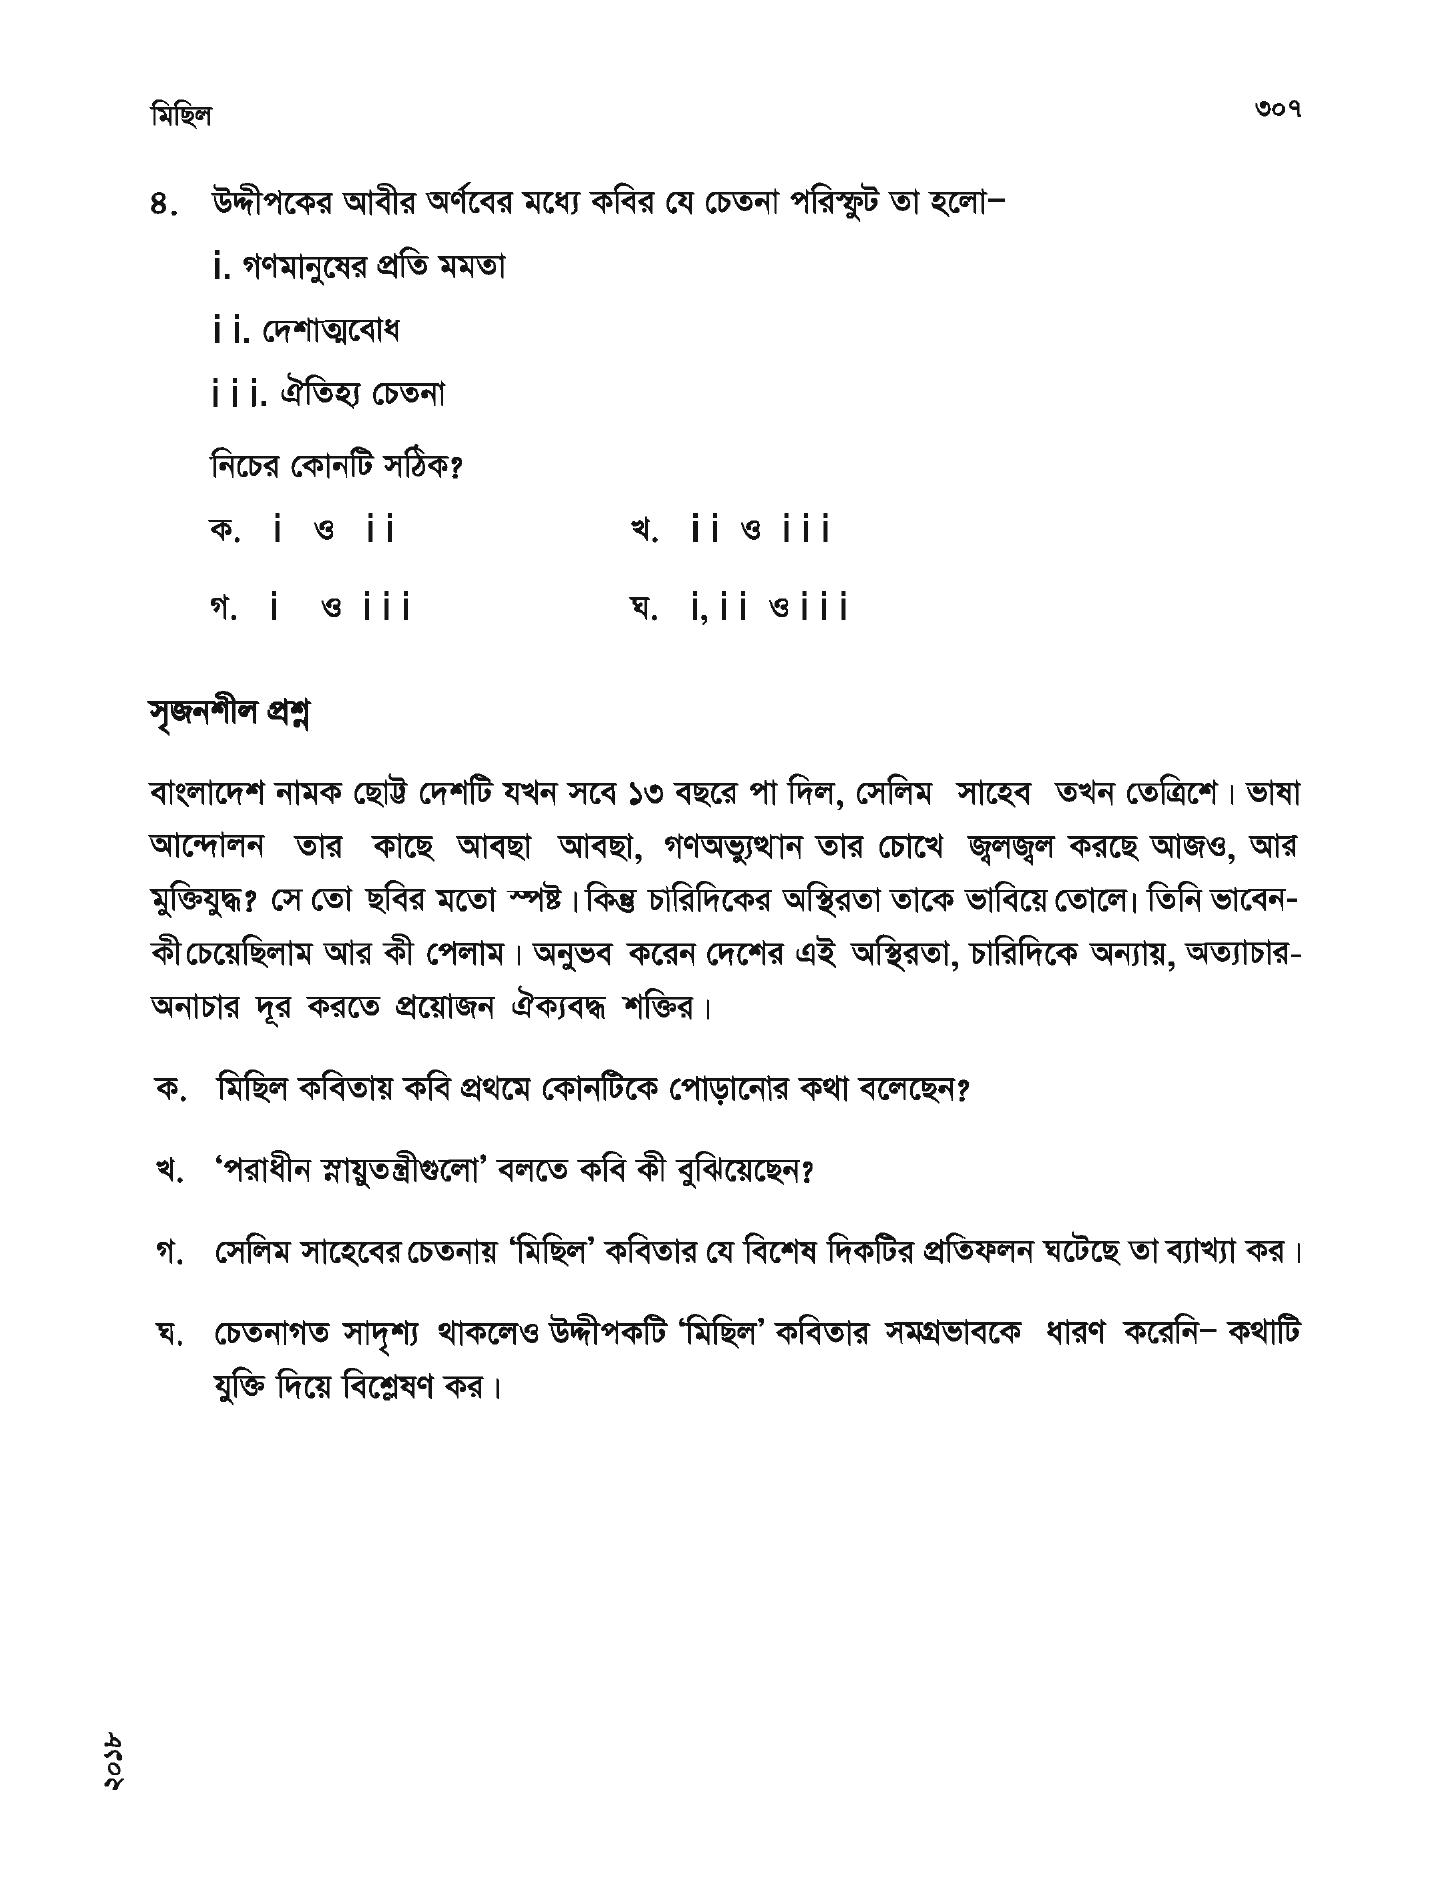 মিছিল ৩০৭
৪. উদ্দীপকের আবীর অর্ণবের মধ্যে কবির যে চেতনা পরিস্ফুট তা হলো–
i. গণমানুষের প্রতি মমতা
ii. দেশাত্মবোধ
iii. ঐতিহ্য চেতনা
নিচের কোনটি সঠিক?
ক. i ও ii খ. ii ও iii
গ. i ও iii ঘ. i, ii ও iii
সৃজনশীল প্রশ্ন
বাংলাদেশ নামক ছোট্ট দেশটি যখন সবে ১৩ বছরে পা দিল, সেলিম সাহেব তখন তেত্রিশে। ভাষা
আন্দোলন তার কাছে আবছা আবছা, গণঅভ্যুত্থান তার চোখে জ্বলজ্বল করছে আজও, আর
মুক্তিযুদ্ধ? সে তো ছবির মতো স্পষ্ট। কিন্তু চারিদিকের অস্থিরতা তাকে ভাবিয়ে তোলে। তিনি ভাবেন-
কী চেয়েছিলাম আর কী পেলাম। অনুভব করেন দেশের এই অস্থিরতা, চারিদিকে অন্যায়, অত্যাচার-
অনাচার দূর করতে প্রয়োজন ঐক্যবদ্ধ শক্তির।
ক. মিছিল কবিতায় কবি প্রথমে কোনটিকে পোড়ানোর কথা বলেছেন?
খ. ‘পরাধীন স্নায়ুতন্ত্রীগুলো’ বলতে কবি কী বুঝিয়েছেন?
গ. সেলিম সাহেবের চেতনায় ‘মিছিল’ কবিতার যে বিশেষ দিকটির প্রতিফলন ঘটেছে তা ব্যাখ্যা কর।
ঘ. চেতনাগত সাদৃশ্য থাকলেও উদ্দীপকটি ‘মিছিল’ কবিতার সমগ্রভাবকে ধারণ করেনি– কথাটি
যুক্তি দিয়ে বিশ্লেষণ কর।
২০১৮